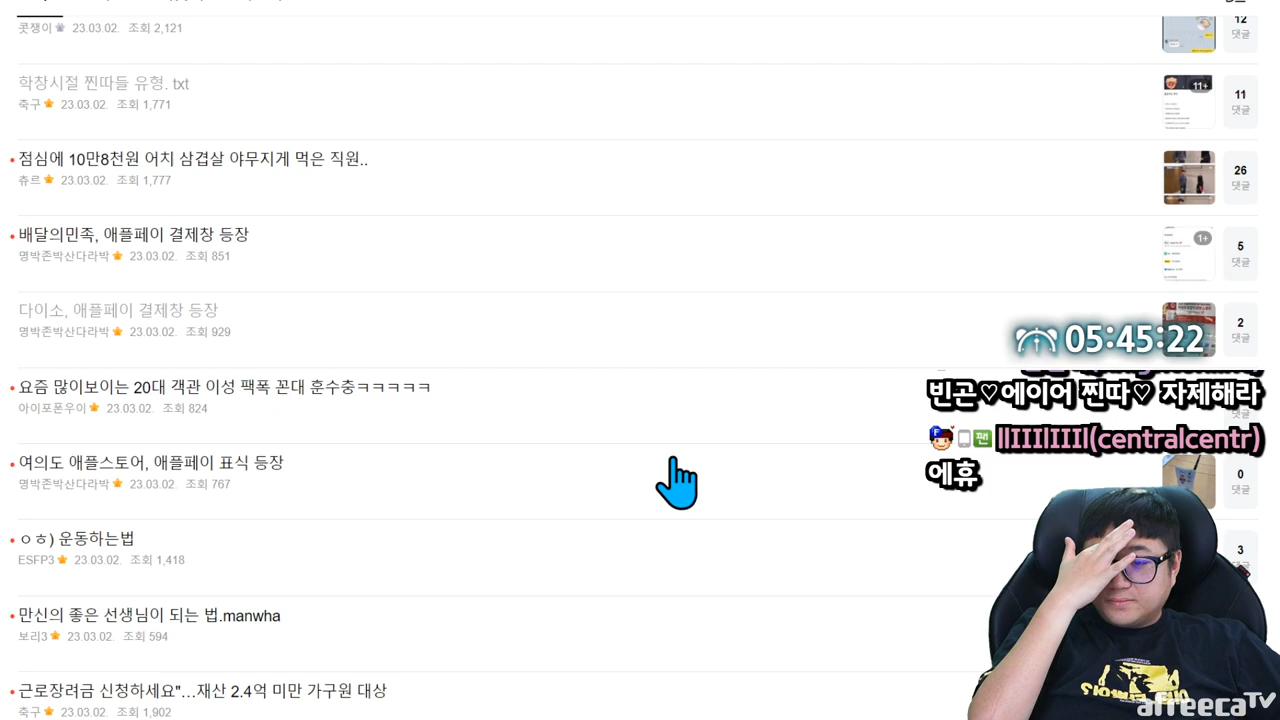 콧쟁이 23.03.02. 조회 2,121
12
댓글
학창시절 찐따들 유형. txt
축구 23.03.02. 조회 1,771
11+
11
댓글
점심에 10만8천원 어치 삼겹살 야무지게 먹은 직원..
츄르 23.03.02. 조회 1,777
26
댓글
배달의민족, 애플페이 결제창 등장
명박존박산다라박 23.03.02. 조회
1+
5
댓글
애플페이 결제창 등장
명박존박산다라박 23.03.02. 조회 929
2
댓글
05:45:22
요즘 많이보이는 20대 객관 이성 팩폭 꼰대 훈수충ㅋㅋㅋㅋㅋ
아이포폰우이 23.03.02. 조회 824
댓글
빈곤♡에이어 찐따♡ 자제해라
팬 llIIIlIIIl(centralcentr)
에휴
여의도 애플스토어, 애플페이 표식 등장
명박존박산다라박 23.03.02. 조회 767
0
댓글
ㅇㅎ) 운동하는법
ESFP3 23.03.02. 조회 1,418
3
만신의 좋은 선생님이 되는 법.manwha
보리3 23.03.02. 조회 594
근로장려금 신청하세요"…재산 2.4억 미만 가구원 대상
축구 23.03.02. 조회 1,902
afreecaTV